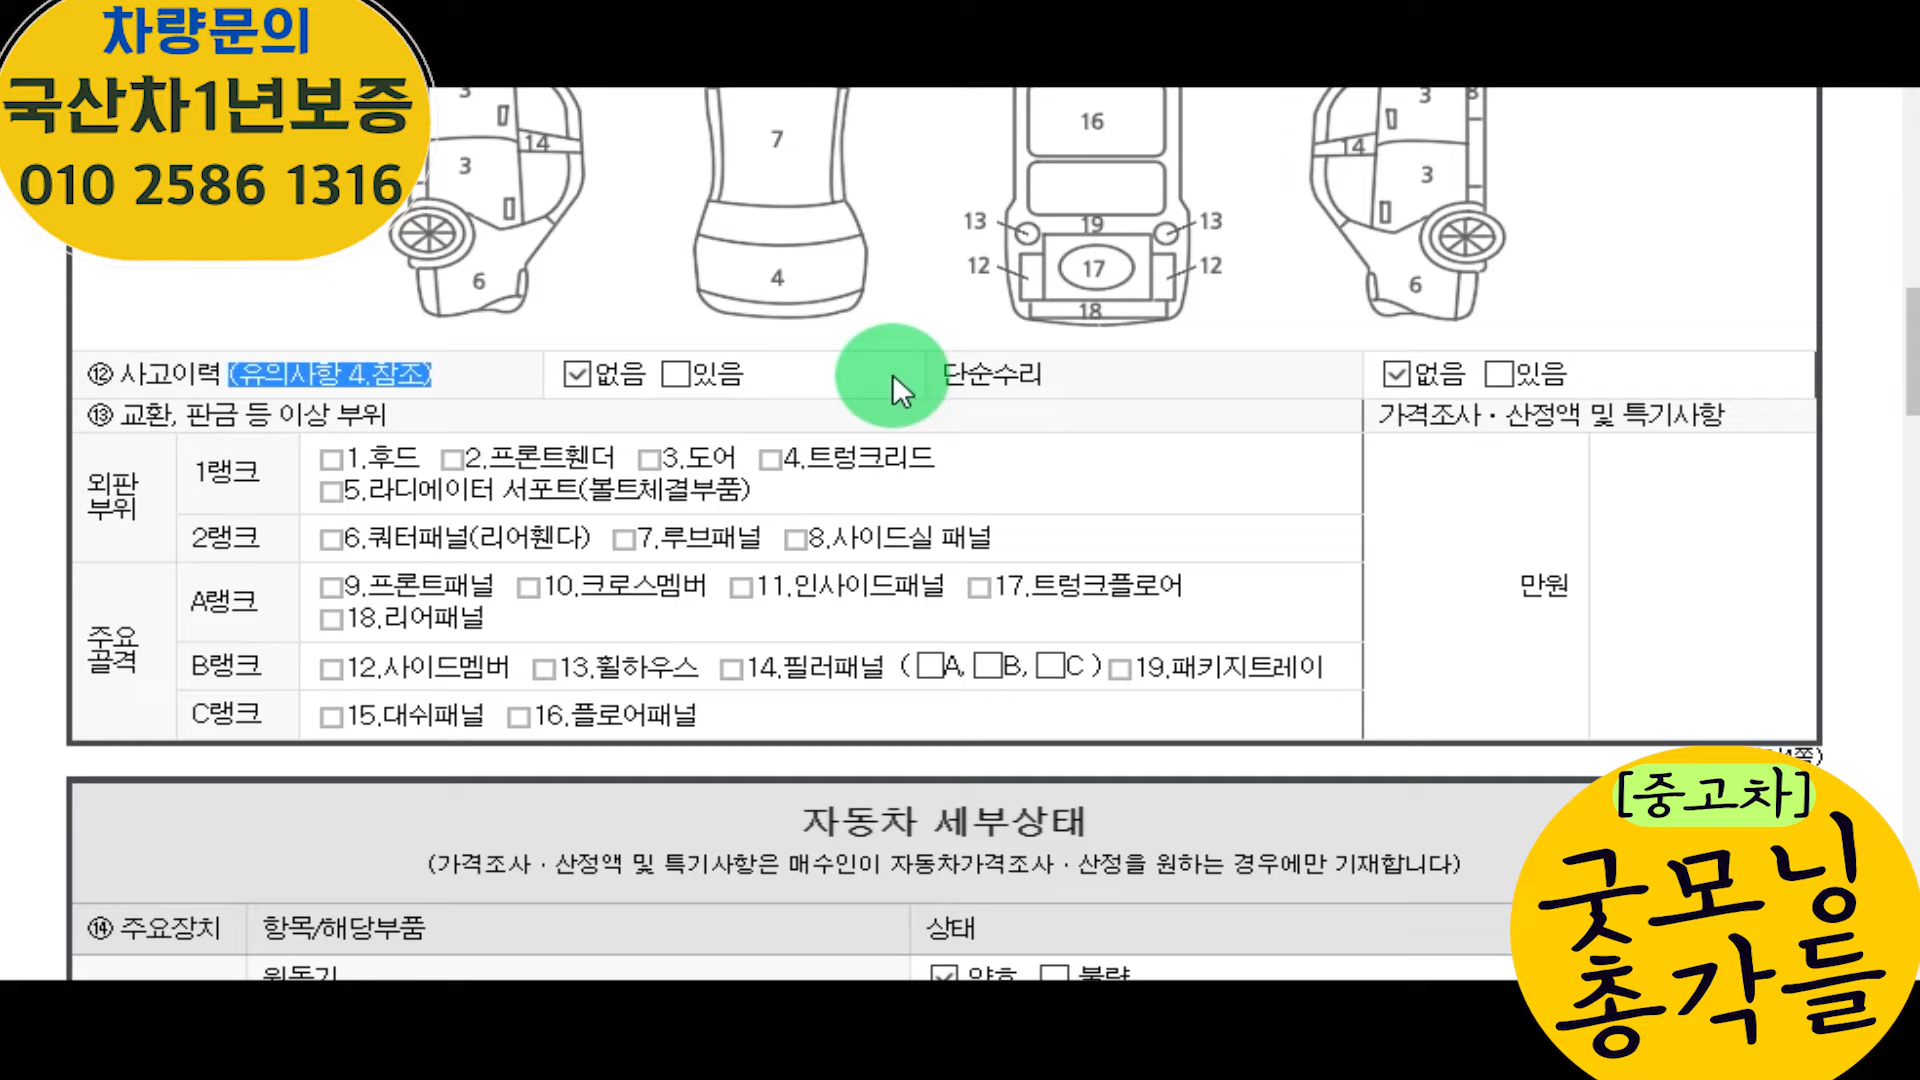 차량문의
국산차1년보증
010 2586 1316
3
14
3
6
7
4
16
13
19
13
12
17
12
18
3
8
4
3
6
⑫ 사고이력 (유의사항 4.참조)
없음 있음
단순수리
없음 있음
⑬ 교환, 판금 등 이상 부위
가격조사 · 산정액 및 특기사항
외판
부위
1랭크
1.후드 2.프론트휀더 3.도어 4.트렁크리드
5.라디에이터 서포트(볼트체결부품)
2랭크
6.쿼터패널(리어휀다) 7.루브패널 8.사이드실 패널
주요
골격
A랭크
9.프론트패널 10.크로스멤버 11.인사이드패널 17.트렁크플로어
18.리어패널
만원
B랭크
12.사이드멤버 13.휠하우스 14.필러패널 ( A, B, C ) 19.패키지트레이
C랭크
15.대쉬패널 16.플로어패널
자동차 세부상태
(가격조사 · 산정액 및 특기사항은 매수인이 자동차가격조사 · 산정을 원하는 경우에만 기재합니다)
⑭ 주요장치
항목/해당부품
상태
원동기
양호 불량
[중고차]
굿모닝
총각들